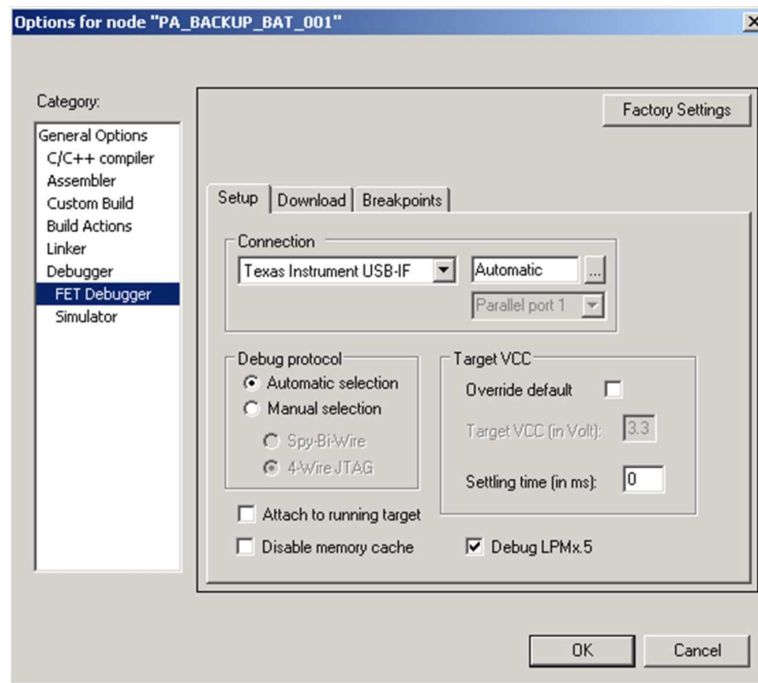 Options for node "PA_BACKUP_BAT_001"
Category:
Factory Settings
General Options
C/C++ compiler
Assembler
Custom Build
Build Actions
Linker
Debugger
FET Debugger
Simulator
Setup
Download
Breakpoints
Connection
Texas Instrument USB-IF
Automatic
...
Parallel port 1
Debug protocol
Automatic selection
Manual selection
Spy-Bi-Wire
4-Wire JTAG
Target VCC
Override default
Target VCC (in Volt):
3.3
Settling time (in ms):
0
Attach to running target
Disable memory cache
Debug LPMx.5
OK
Cancel